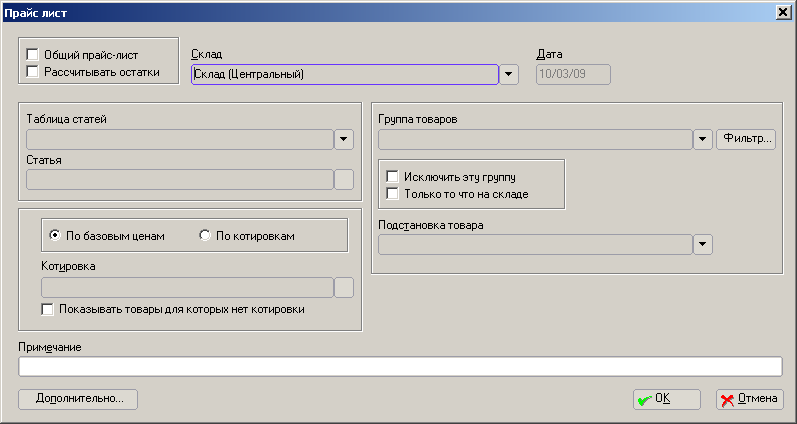 Прайс лист
Общий прайс-лист
Рассчитывать остатки
Склад
Склад (Центральный)
Дата
10/03/09
Таблица статей
Статья
Группа товаров
Фильтр...
Исключить эту группу
Только то что на складе
Подстановка товара
По базовым ценам
По котировкам
Котировка
Показывать товары для которых нет котировки
Примечание
Дополнительно...
OK
Отмена